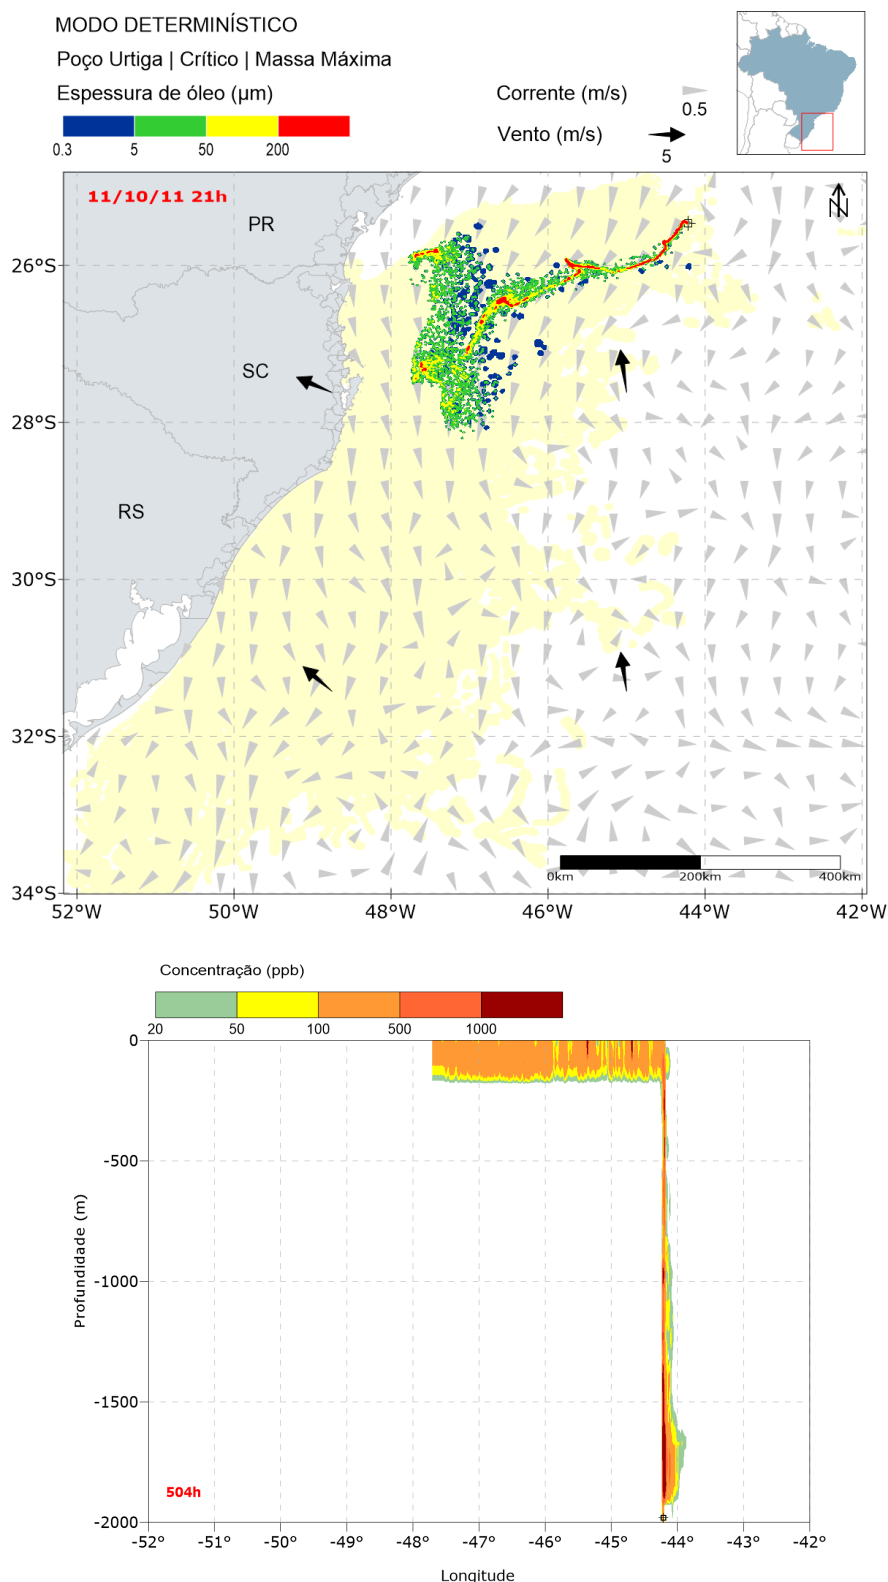 MODO DETERMINÍSTICO
Poço Urtiga | Crítico | Massa Máxima
Espessura de óleo (µm)
0.3 5 50 200
Corrente (m/s)
0.5
Vento (m/s)
5
11/10/11 21h
N
PR
SC
RS
26°S
28°S
30°S
32°S
34°S
0km 200km 400km
52°W 50°W 48°W 46°W 44°W 42°W
Concentração (ppb)
20 50 100 500 1000
0
-500
-1000
-1500
-2000
Profundidade (m)
504h
-52° -51° -50° -49° -48° -47° -46° -45° -44° -43° -42°
Longitude